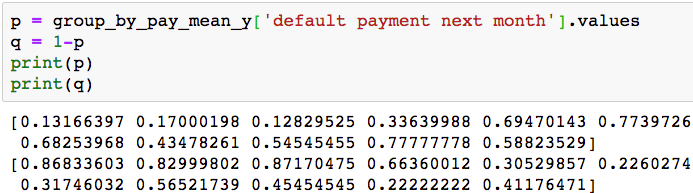 p = group_by_pay_mean_y['default payment next month'].values
q = 1-p
print(p)
print(q)
[0.13166397 0.17000198 0.12829525 0.33639988 0.69470143 0.7739726
0.68253968 0.43478261 0.54545455 0.77777778 0.58823529]
[0.86833603 0.82999802 0.87170475 0.66360012 0.30529857 0.2260274
0.31746032 0.56521739 0.45454545 0.22222222 0.41176471]